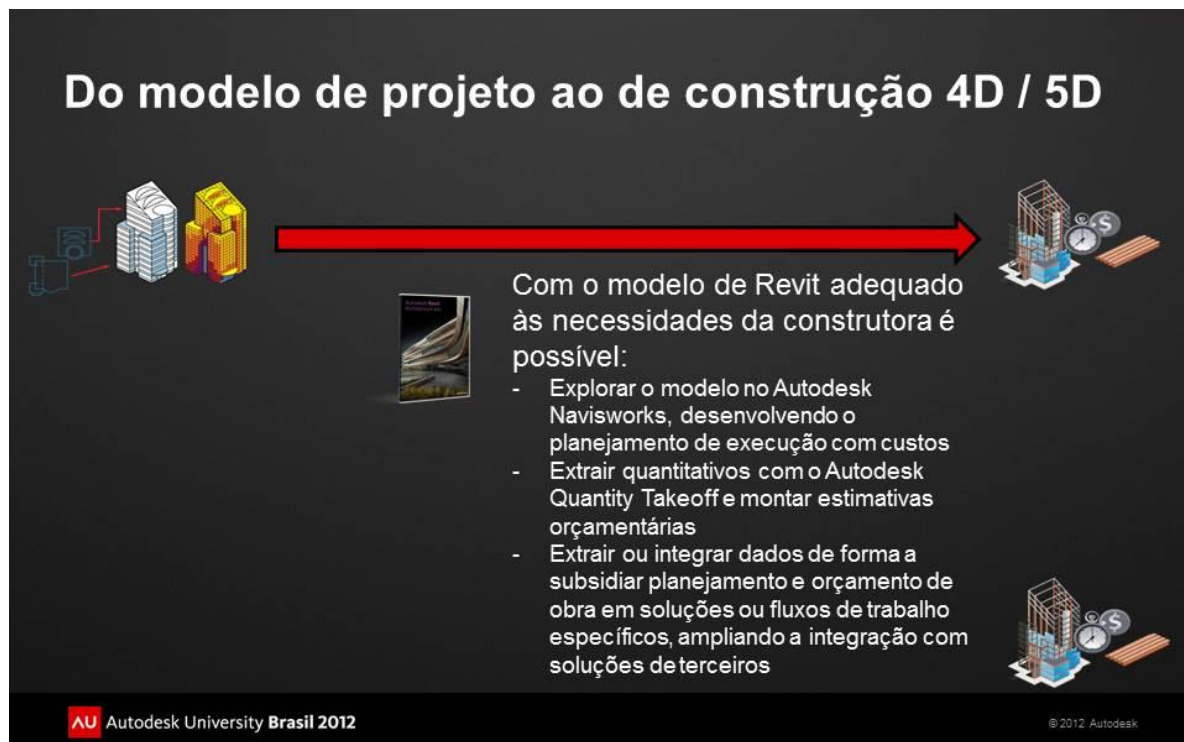 Do modelo de projeto ao de construção 4D / 5D
Com o modelo de Revit adequado
às necessidades da construtora é
possível:
- Explorar o modelo no Autodesk
Navisworks, desenvolvendo o
planejamento de execução com custos
- Extrair quantitativos com o Autodesk
Quantity Takeoff e montar estimativas
orçamentárias
- Extrair ou integrar dados de forma a
subsidiar planejamento e orçamento de
obra em soluções ou fluxos de trabalho
específicos, ampliando a integração com
soluções de terceiros
AU Autodesk University Brasil 2012
© 2012 Autodesk